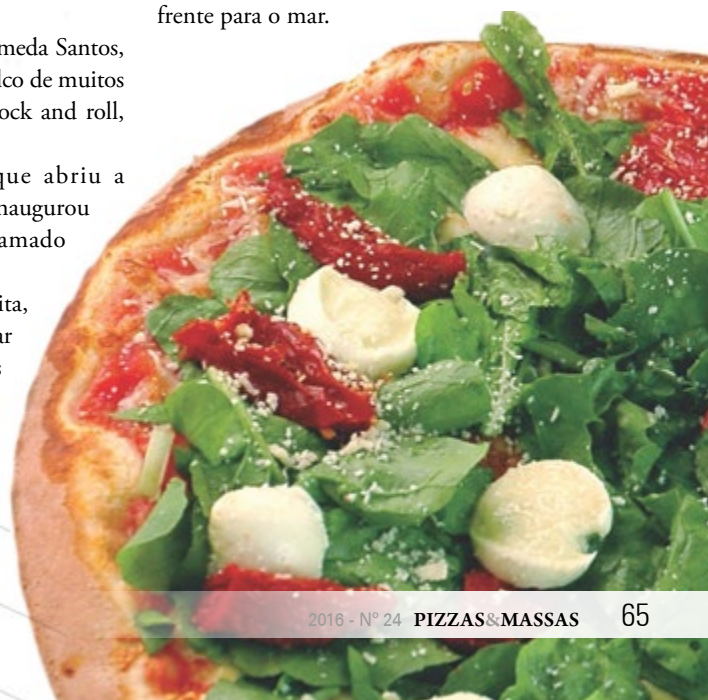 meda Santos,
lco de muitos
ock and roll,
que abriu a
naugurou
amado
ita,
ar
s
frente para o mar.
2016 - Nº 24 PIZZAS&MASSAS 65